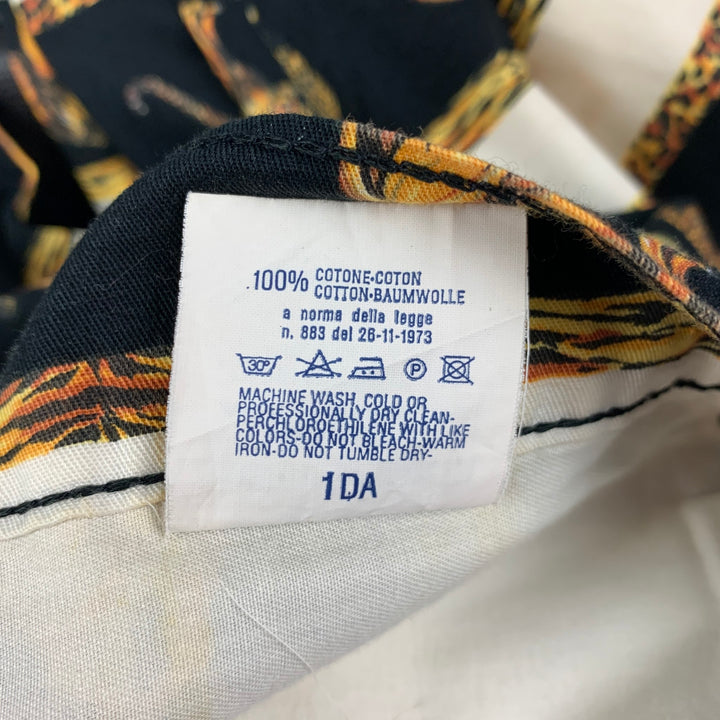 100% COTONE·COTON
COTTON·BAUMWOLLE
a norma della legge
n. 883 del 26-11-1973
30° P
MACHINE WASH, COLD OR
PROFESSIONALLY DRY CLEAN-
PERCHLOROETHILENE WITH LIKE
COLORS-DO NOT BLEACH-WARM
IRON-DO NOT TUMBLE DRY-
1DA